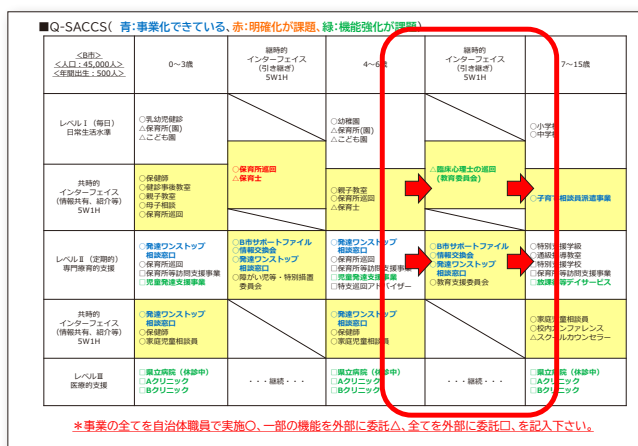 ■Q-SACCS( 青:事業化できている、赤:明確化が課題、緑:機能強化が課題)
<B市>
<人口:45,000人>
<年間出生:500人>
0~3歳
継時的
インターフェイス
(引き継ぎ)
5W1H
4~6歳
継時的
インターフェイス
(引き継ぎ)
5W1H
7~15歳
レベルⅠ(毎日)
日常生活水準
○乳幼児健診
△保育所(園)
△こども園
○幼稚園
△保育所(園)
△こども園
○小学校
○中学校
共時的
インターフェイス
(情報共有、紹介等)
5W1H
○保健師
○健診事後教室
○親子教室
○母子相談
○保育所巡回
○保育所巡回
△保育士
○親子教室
○保育所巡回
△保育士
△臨床心理士の巡回
(教育委員会)
○子育て相談員派遣事業
レベルⅡ(定期的)
専門療育的支援
○発達ワンストップ
相談窓口
○保育所巡回
□保育所等訪問支援事業
□児童発達支援事業
○B市サポートファイル
○情報交換会
○発達ワンストップ
相談窓口
○障がい児等・特別措置
委員会
○発達ワンストップ
相談窓口
○保育所巡回
□保育所等訪問支援事業
□児童発達支援事業
□特支巡回アドバイザー
○B市サポートファイル
○情報交換会
○発達ワンストップ
相談窓口
○教育支援委員会
○特別支援学級
○通級指導教室
○特別支援学校
□保育所等訪問支援事業
□放課後等デイサービス
共時的
インターフェイス
(情報共有、紹介等)
5W1H
○発達ワンストップ
相談窓口
○保健師
○家庭児童相談員
○発達ワンストップ
相談窓口
○保健師
○家庭児童相談員
○家庭児童相談員
○校内カンファレンス
△スクールカウンセラー
レベルⅢ
医療的支援
□県立病院(休診中)
□Aクリニック
□Bクリニック
・・・継続・・・
□県立病院(休診中)
□Aクリニック
□Bクリニック
・・・継続・・・
□県立病院(休診中)
□Aクリニック
□Bクリニック
*事業の全てを自治体職員で実施〇、一部の機能を外部に委託△、全てを外部に委託□、を記入下さい。